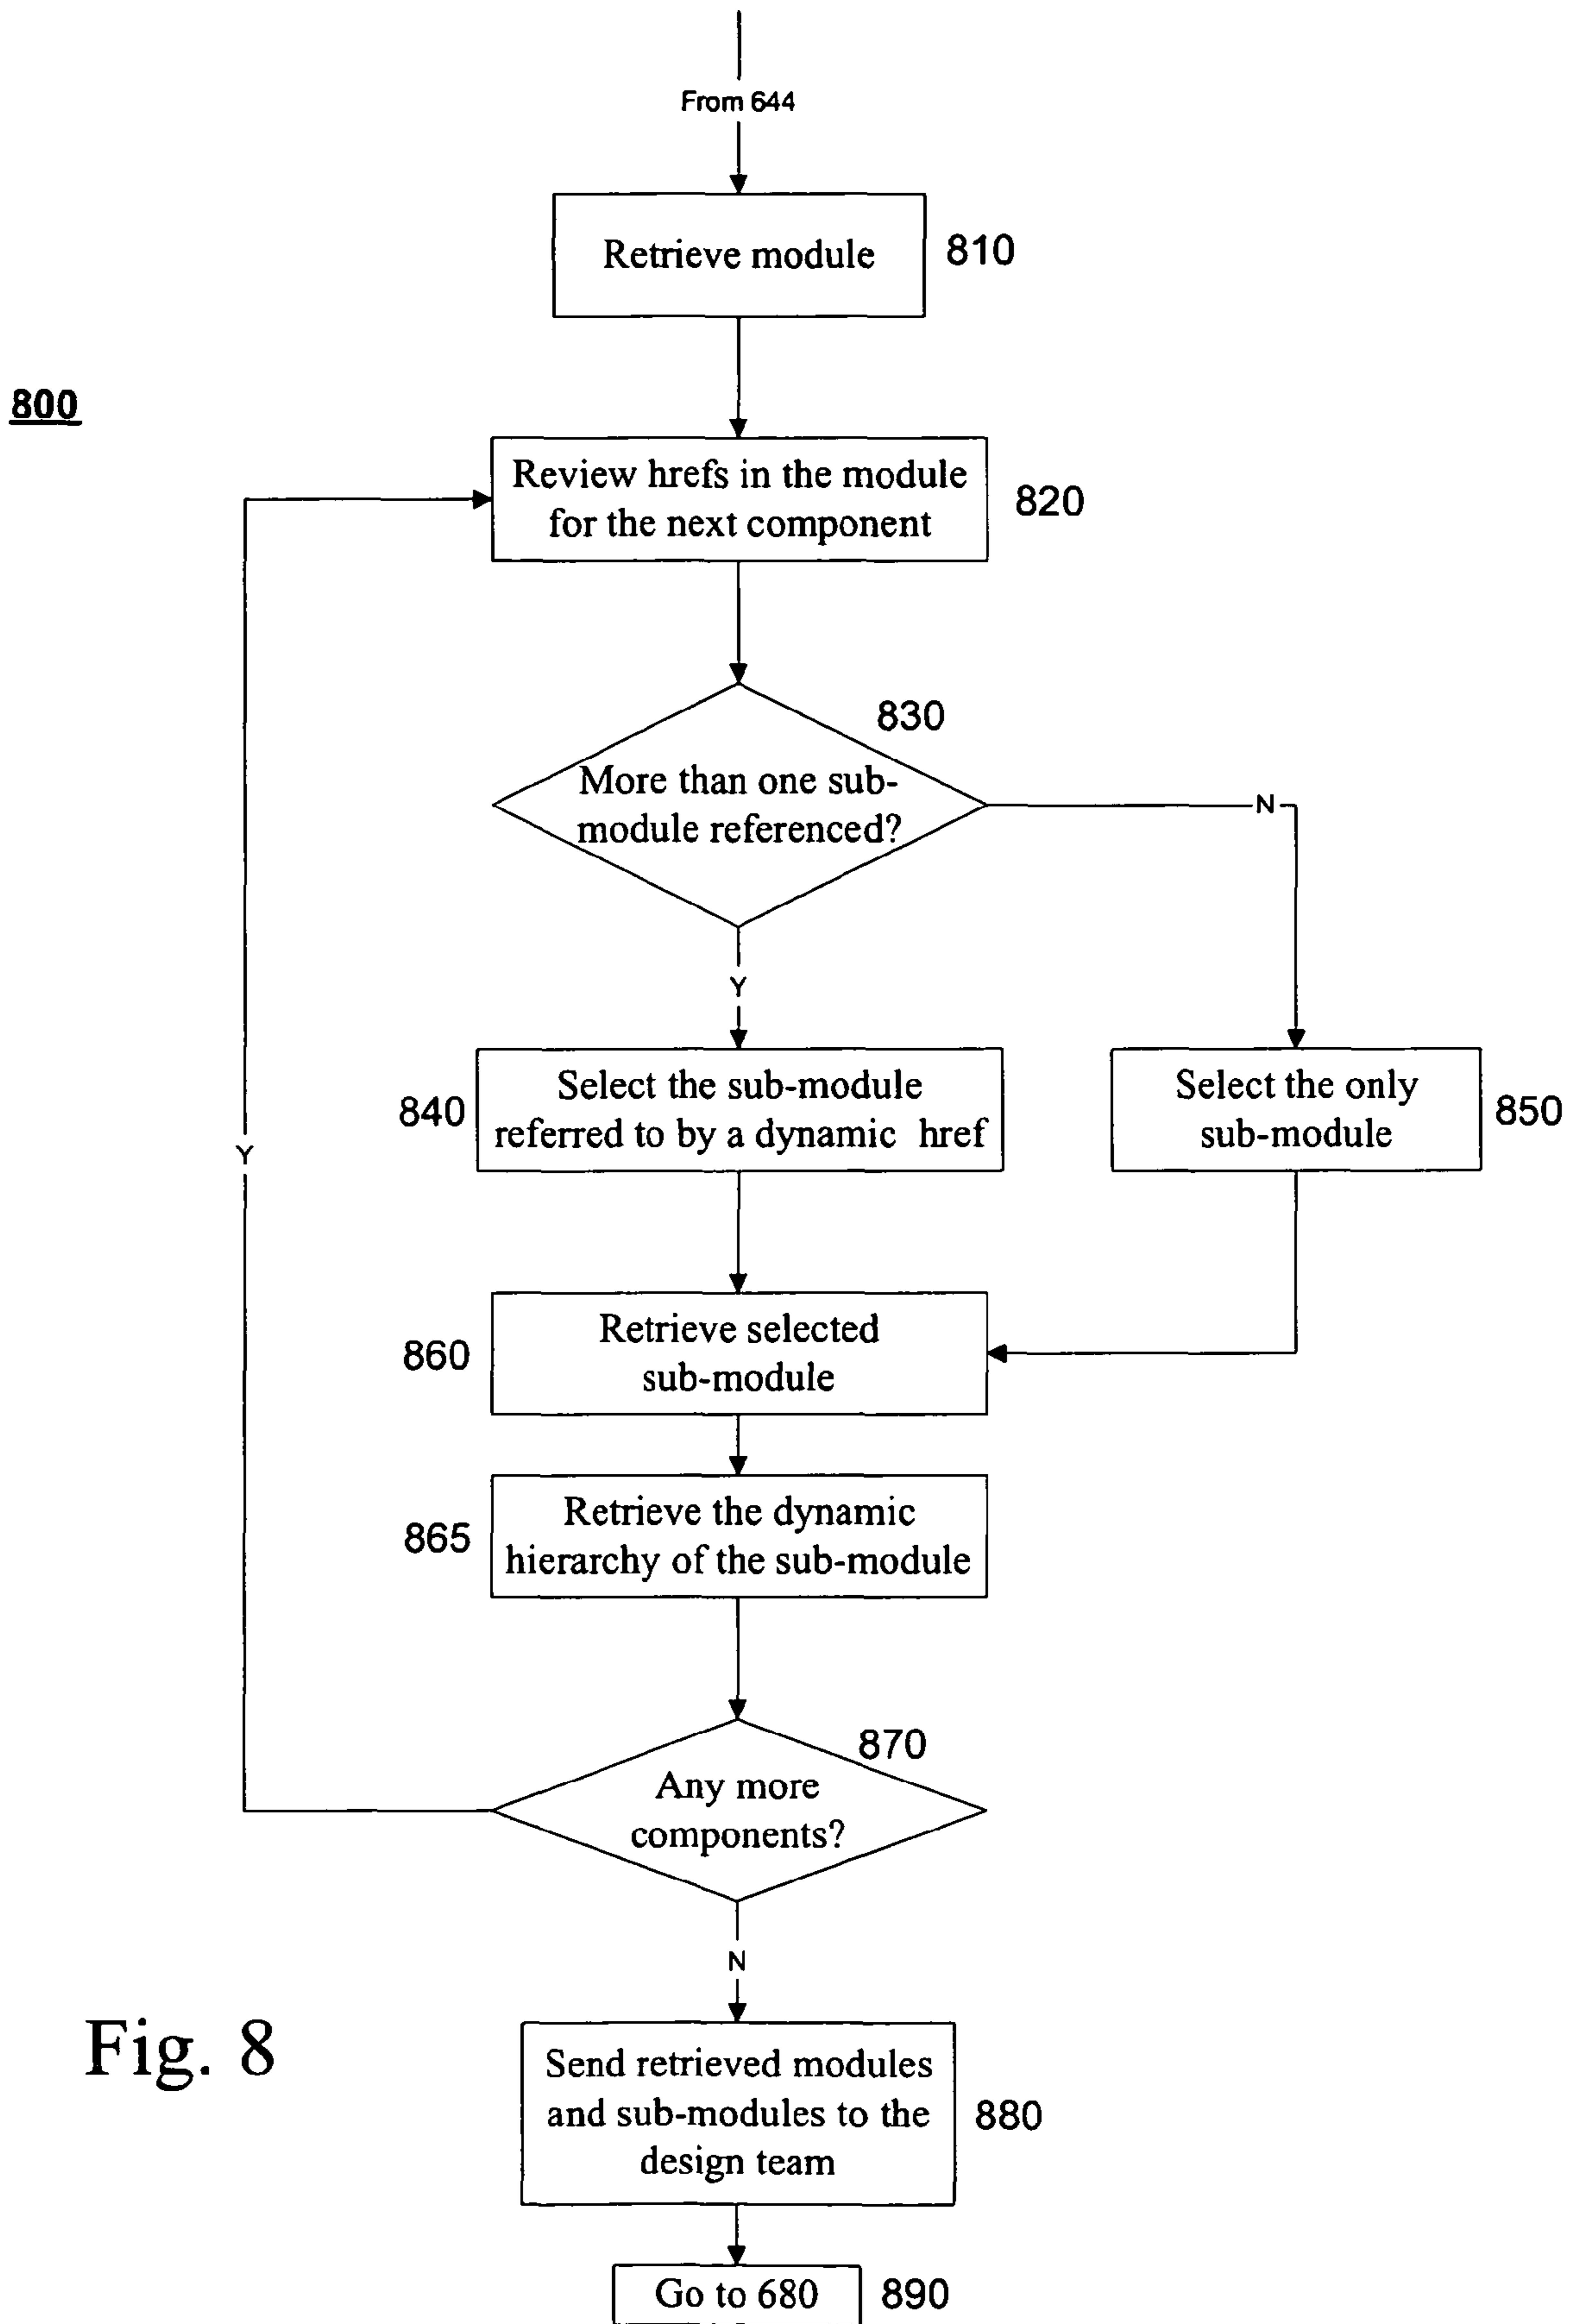 From 644
Retrieve module
810
800
Review hrefs in the module
for the next component
820
830
More than one sub-
module referenced?
N
Y
840
Select the sub-module
referred to by a dynamic href
Select the only
sub-module
850
Y
860
Retrieve selected
sub-module
865
Retrieve the dynamic
hierarchy of the sub-module
870
Any more
components?
N
Fig. 8
Send retrieved modules
and sub-modules to the
design team
880
Go to 680
890